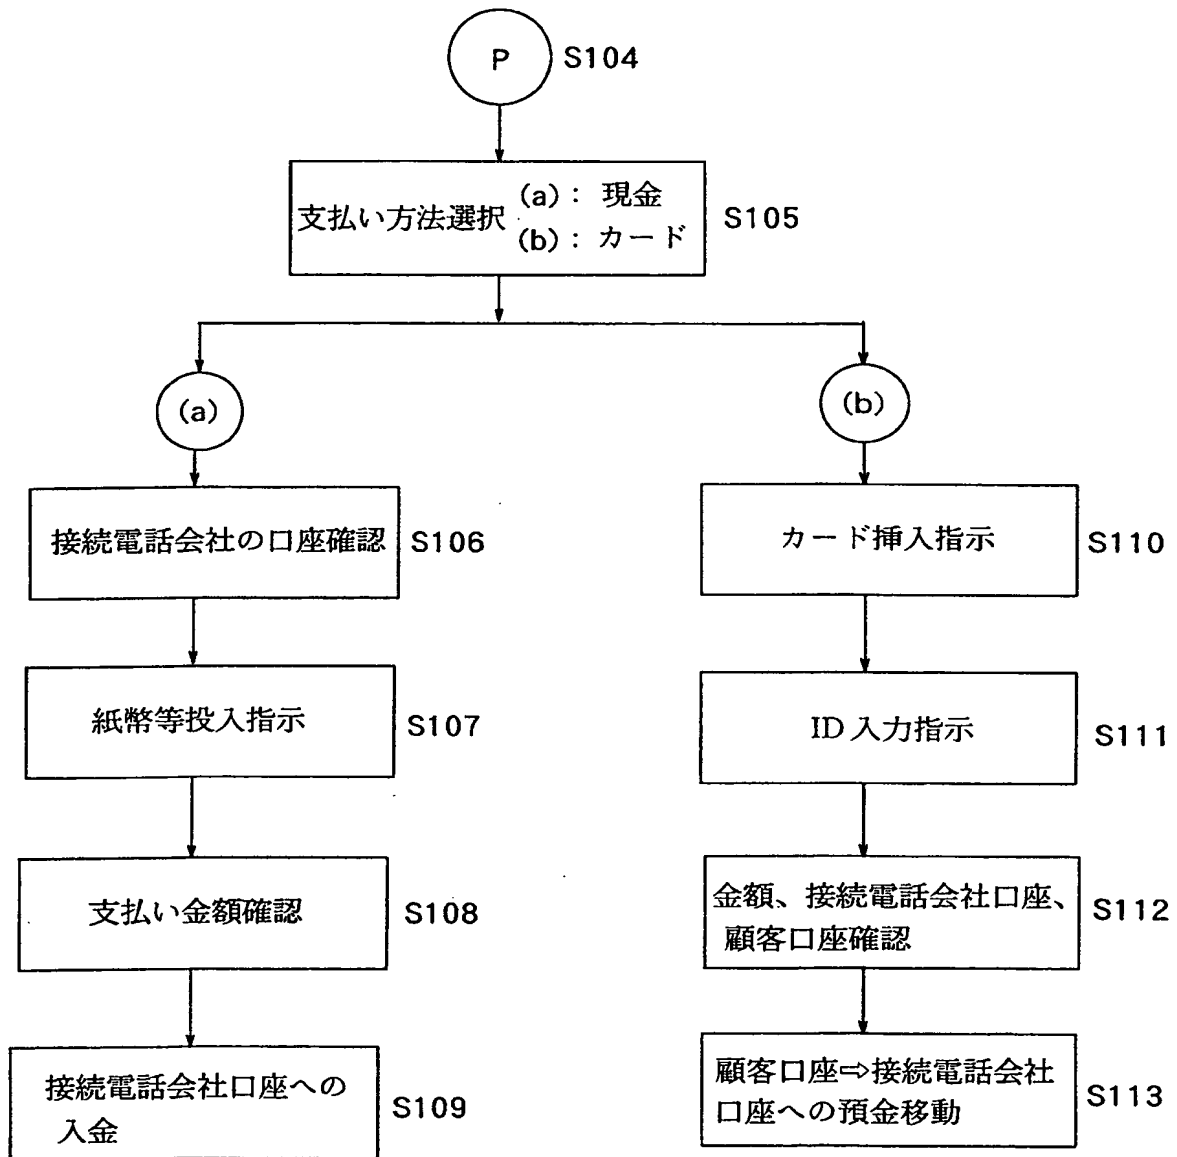 P
S104
支払い方法選択
(a): 現金
(b): カード
S105
(a)
(b)
接続電話会社の口座確認
S106
紙幣等投入指示
S107
支払い金額確認
S108
接続電話会社口座への
入金
S109
カード挿入指示
S110
ID入力指示
S111
金額、接続電話会社口座、
顧客口座確認
S112
顧客口座⇨接続電話会社
口座への預金移動
S113